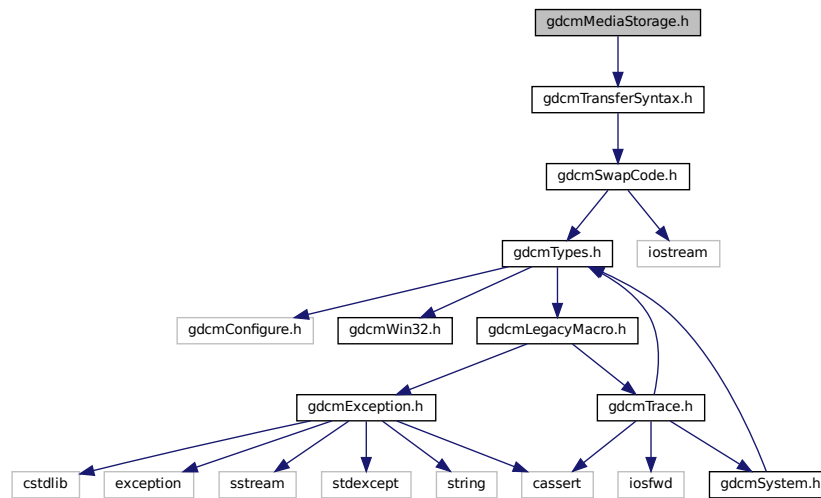 gdcmMediaStorage.h
gdcmTransferSyntax.h
gdcmSwapCode.h
gdcmTypes.h
iostream
gdcmConfigure.h
gdcmWin32.h
gdcmLegacyMacro.h
gdcmException.h
gdcmTrace.h
cstdlib
exception
sstream
stdexcept
string
cassert
iosfwd
gdcmSystem.h